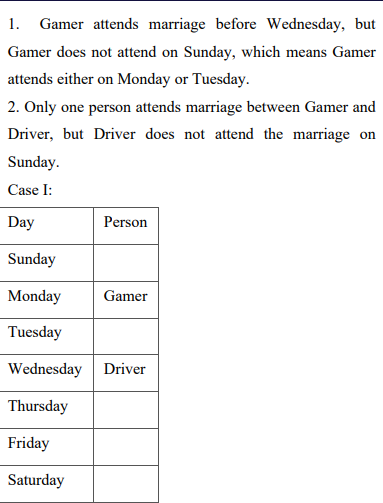 1. Gamer attends marriage before Wednesday, but
Gamer does not attend on Sunday, which means Gamer
attends either on Monday or Tuesday.
2. Only one person attends marriage between Gamer and
Driver, but Driver does not attend the marriage on
Sunday.
Case I:
Day Person
Sunday
Monday Gamer
Tuesday
Wednesday Driver
Thursday
Friday
Saturday